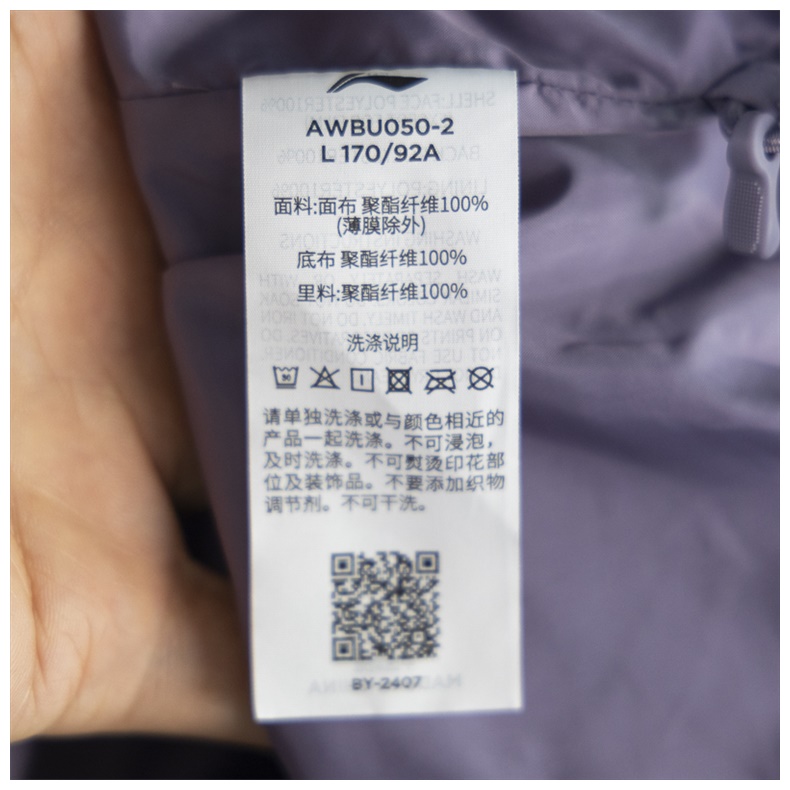 AWBU050-2
L 170/92A
面料:面布 聚酯纤维100%
(薄膜除外)
底布 聚酯纤维100%
里料:聚酯纤维100%
洗涤说明
请单独洗涤或与颜色相近的
产品一起洗涤。不可浸泡,
及时洗涤。不可熨烫印花部
位及装饰品。不要添加织物
调节剂。不可干洗。
BY-2407